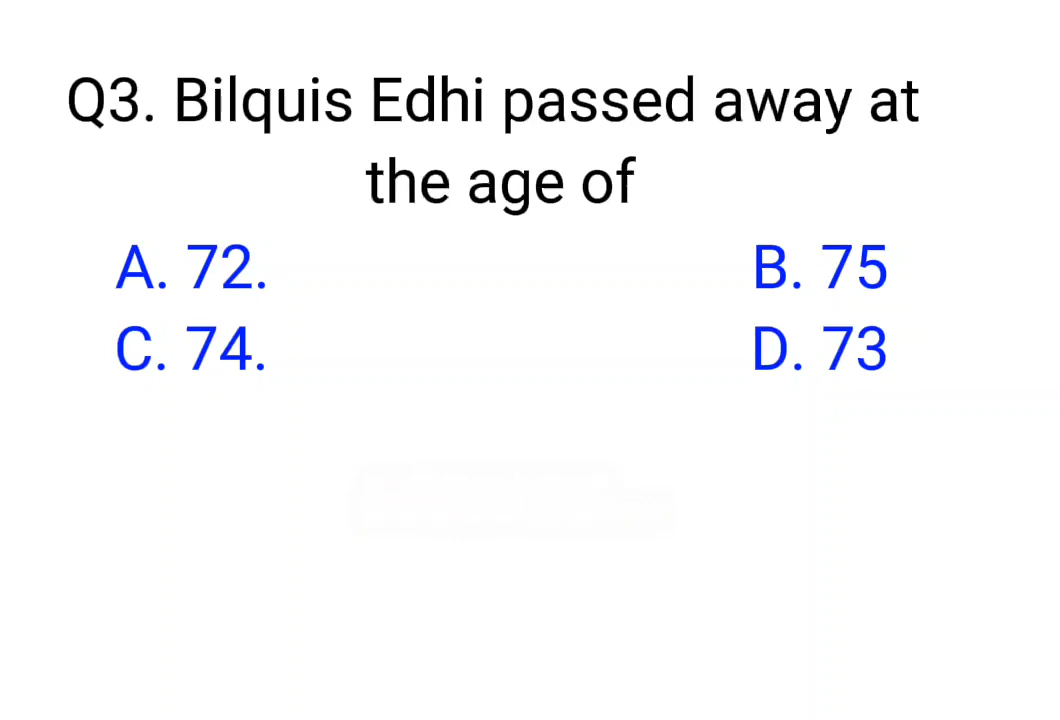 Q3. Bilquis Edhi passed away at
the age of
A. 72. B. 75
C. 74. D. 73